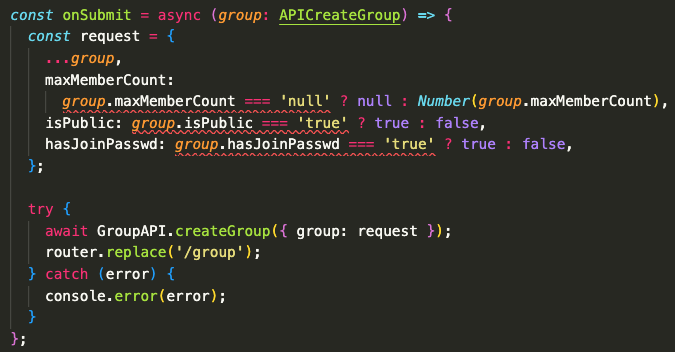 const onSubmit = async (group: APICreateGroup) => {
  const request = {
    ...group,
    maxMemberCount:
      group.maxMemberCount === 'null' ? null : Number(group.maxMemberCount),
    isPublic: group.isPublic === 'true' ? true : false,
    hasJoinPasswd: group.hasJoinPasswd === 'true' ? true : false,
  };

  try {
    await GroupAPI.createGroup({ group: request });
    router.replace('/group');
  } catch (error) {
    console.error(error);
  }
};